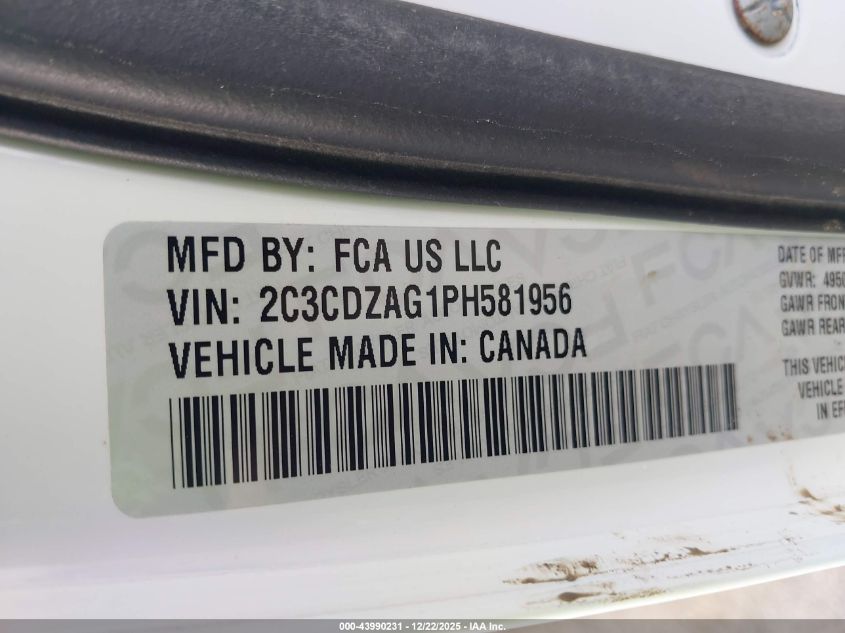 MFD BY: FCA US LLC
VIN: 2C3CDZAG1PH581956
VEHICLE MADE IN: CANADA
DATE OF MFR
GVWR: 495
GAWR FRON
GAWR REAR
THIS VEHIC
VEHICLE
IN EF
000-43990231 - 12/22/2025 - IAA Inc.